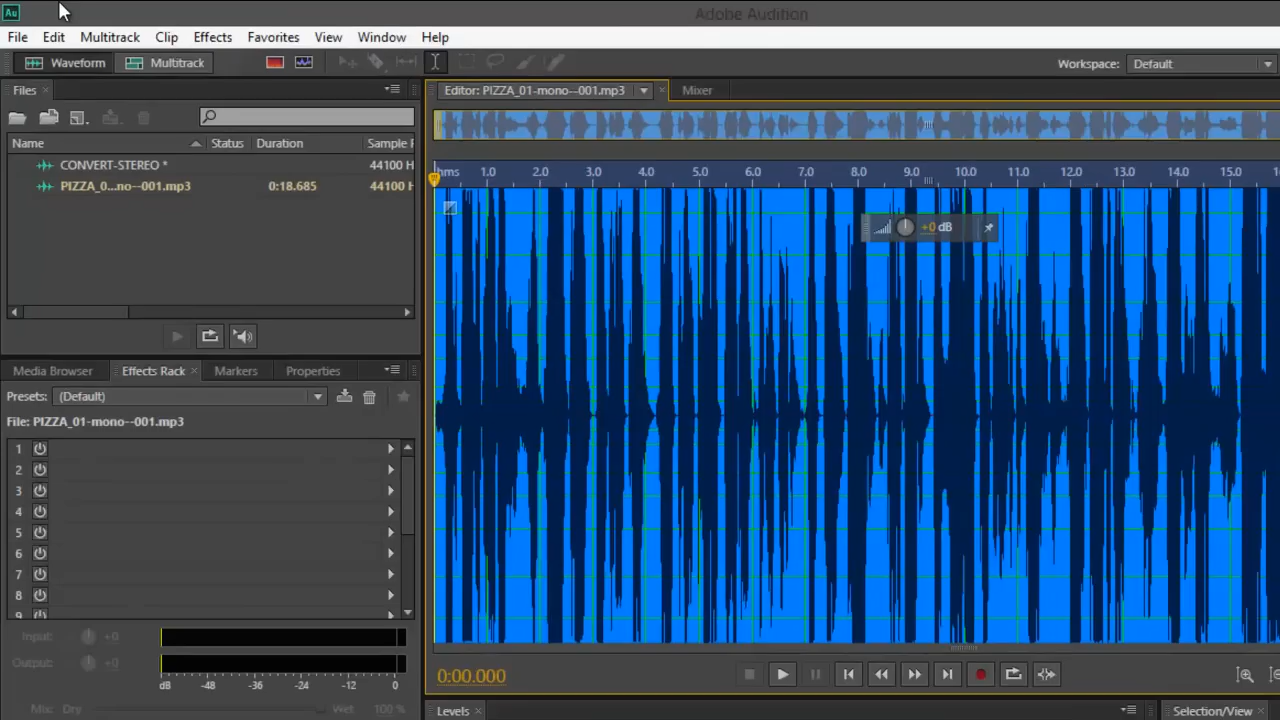 Au
Adobe Audition
File Edit Multitrack Clip Effects Favorites View Window Help
Waveform Multitrack
Workspace: Default
Files
Editor: PIZZA_01-mono--001.mp3 Mixer
Name Status Duration
CONVERT-STEREO * 44100 H
PIZZA_0...no--001.mp3 0:18.685 44100 H
hms 1.0 2.0 3.0 4.0 5.0 6.0 7.0 8.0 9.0 10.0 11.0 12.0 13.0 14.0 15.0
+0 dB
Media Browser Effects Rack Markers Properties
Presets: (Default)
File: PIZZA_01-mono--001.mp3
1
2
3
4
5
6
7
8
9
Input: +0
Output: +0
dB -48 -36 -24 -12 0
Mix: Dry Wet 100 %
0:00.000
Levels
Selection/View